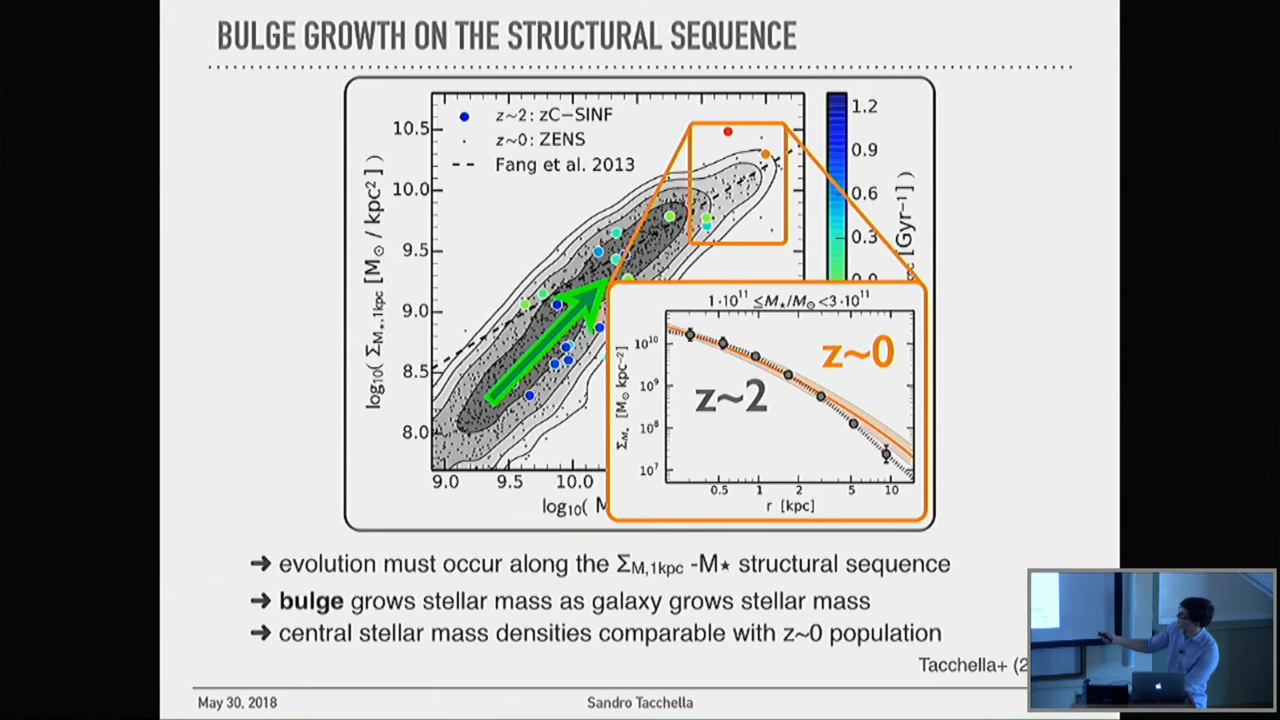 BULGE GROWTH ON THE STRUCTURAL SEQUENCE
z~2: zC−SINF
z~0: ZENS
Fang et al. 2013
log₁₀( Σ_M⋆,1kpc [M⊙ / kpc²] )
10.5
10.0
9.5
9.0
8.5
8.0
9.0 9.5 10.0
log₁₀( M
1.2
0.9
0.6
0.3
0.0
[Gyr⁻¹] )
1·10¹¹ ≤M⋆/M⊙ <3·10¹¹
Σ_M⋆ [M⊙ kpc⁻²]
10¹⁰
10⁹
10⁸
10⁷
z~0
z~2
0.5 1 2 5 10
r [kpc]
➔ evolution must occur along the Σ_M,1kpc -M⋆ structural sequence
➔ bulge grows stellar mass as galaxy grows stellar mass
➔ central stellar mass densities comparable with z~0 population
Tacchella+ (2
May 30, 2018
Sandro Tacchella